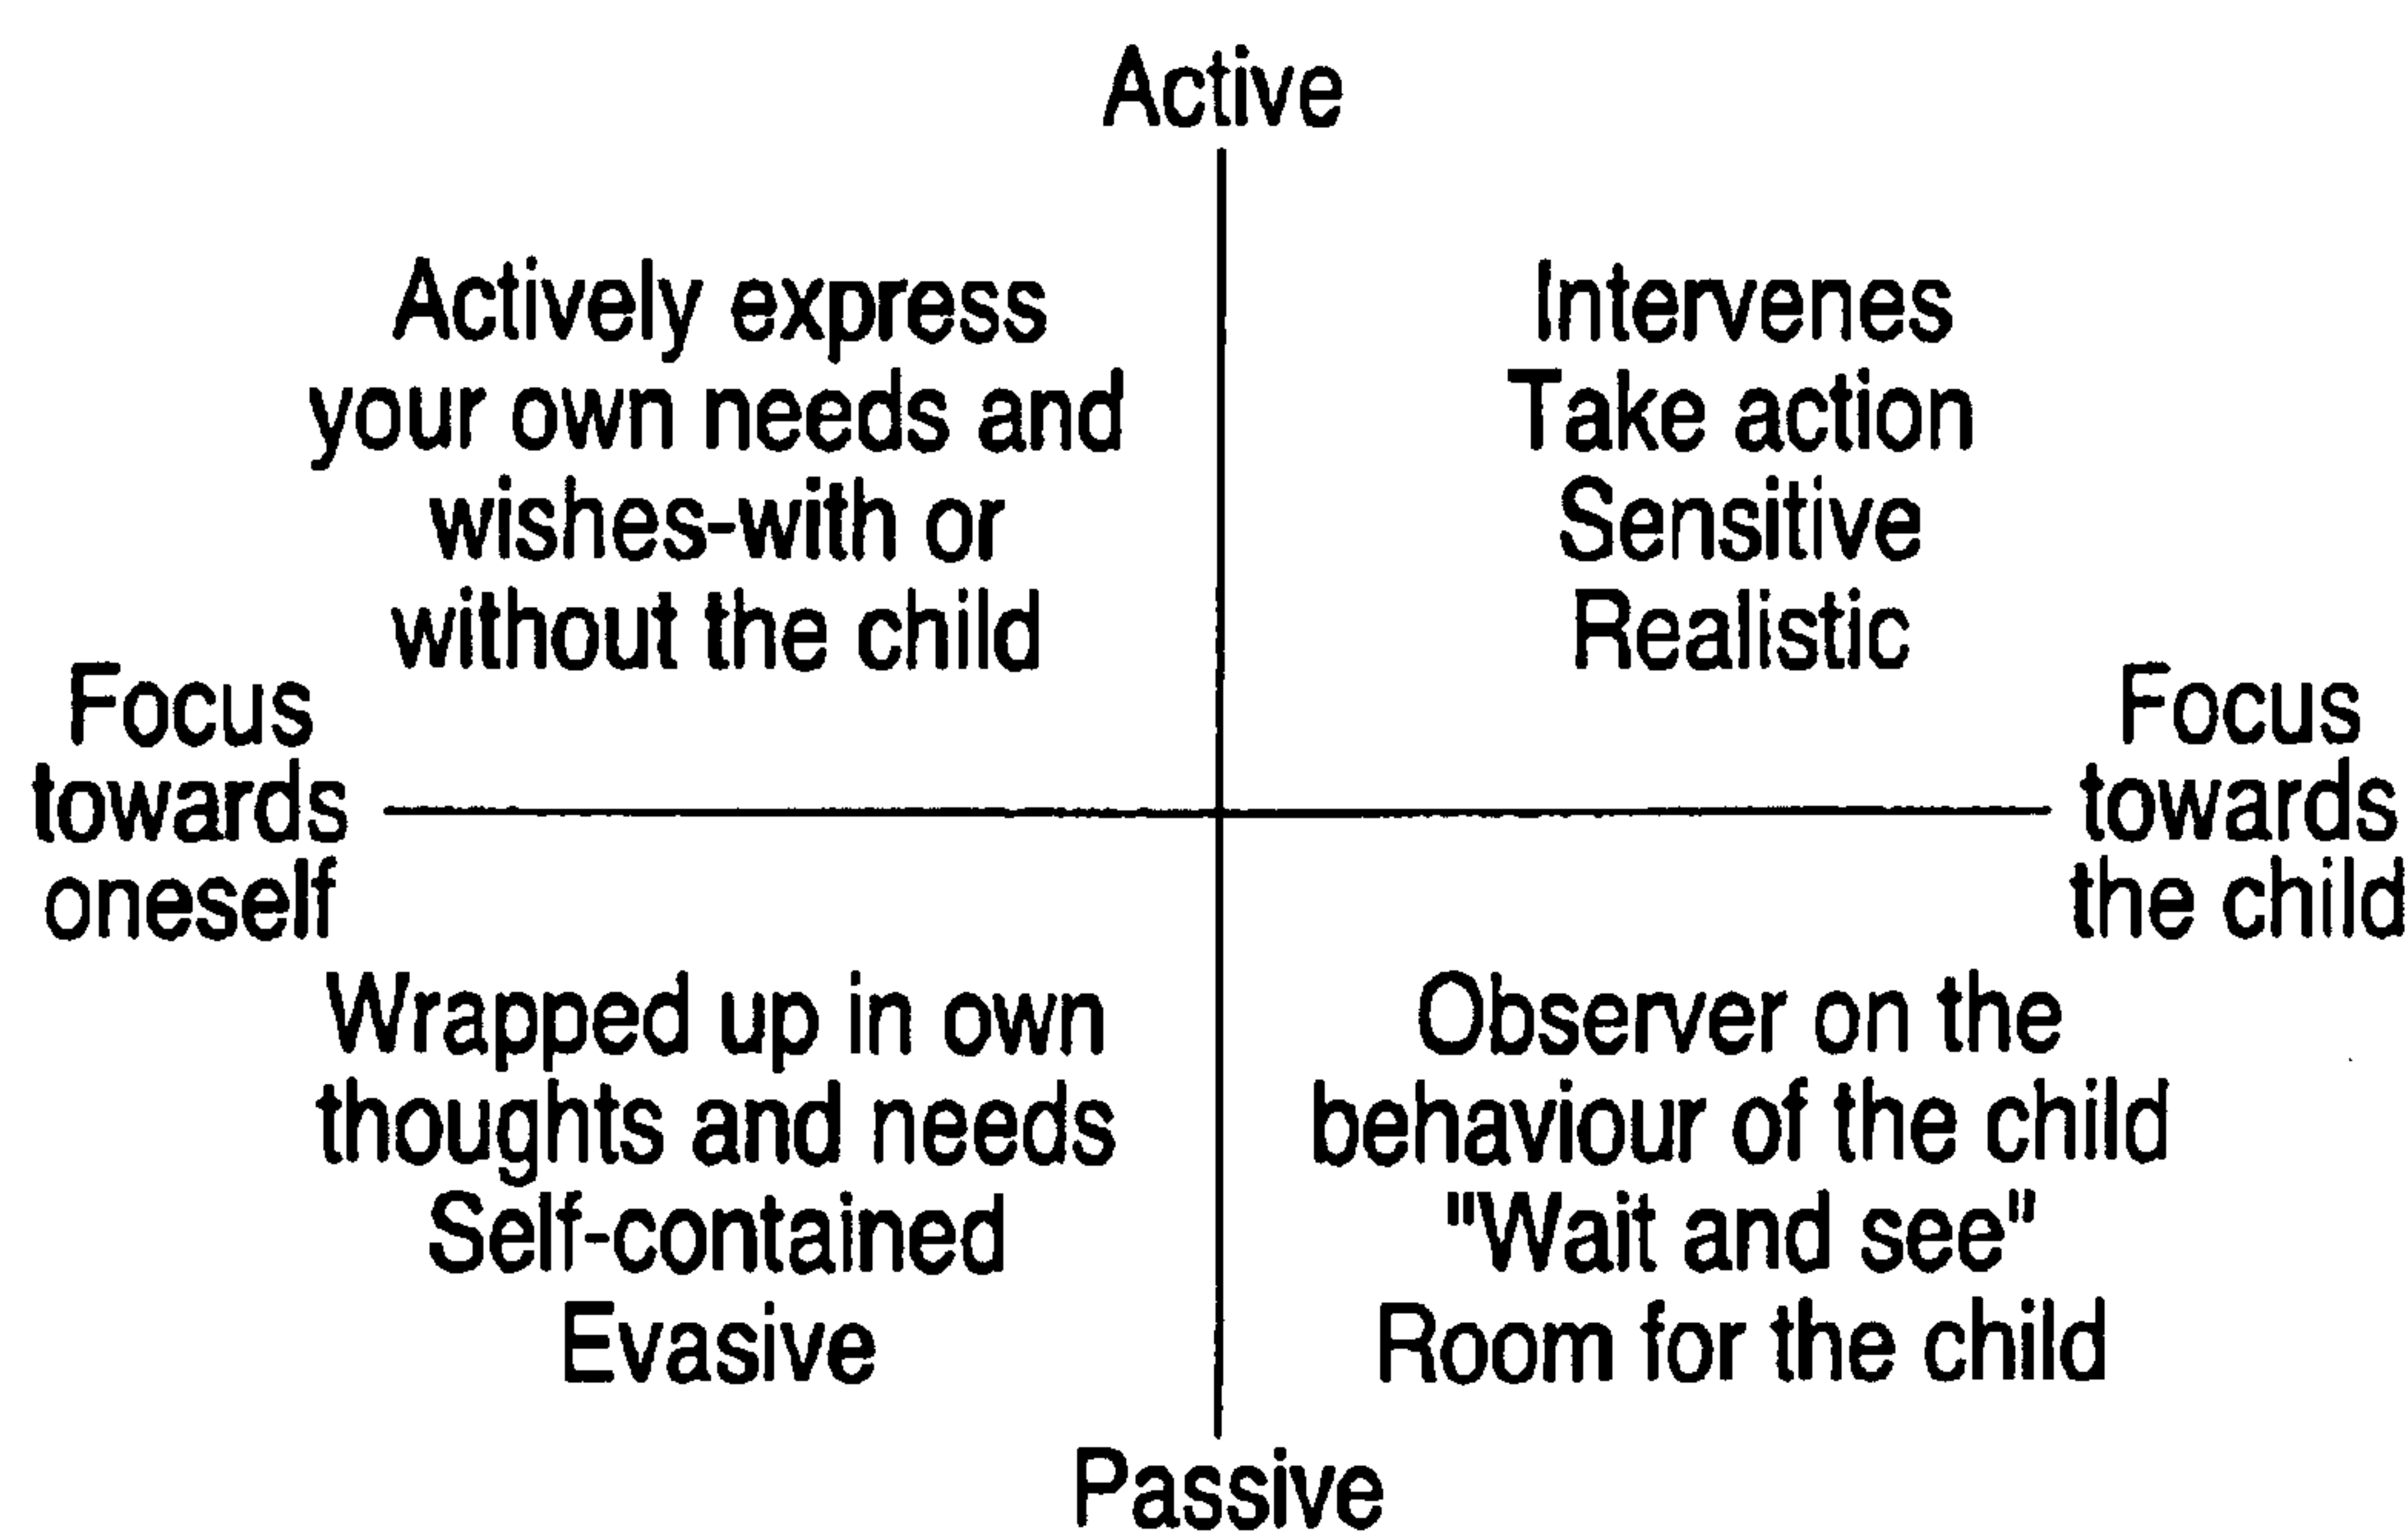 Active
Actively express
your own needs and
wishes-with or
without the child
Intervenes
Take action
Sensitive
Realistic
Focus
towards
oneself
Focus
towards
the child
Wrapped up in own
thoughts and needs
Self-contained
Evasive
Observer on the
behaviour of the child
"Wait and see"
Room for the child
Passive